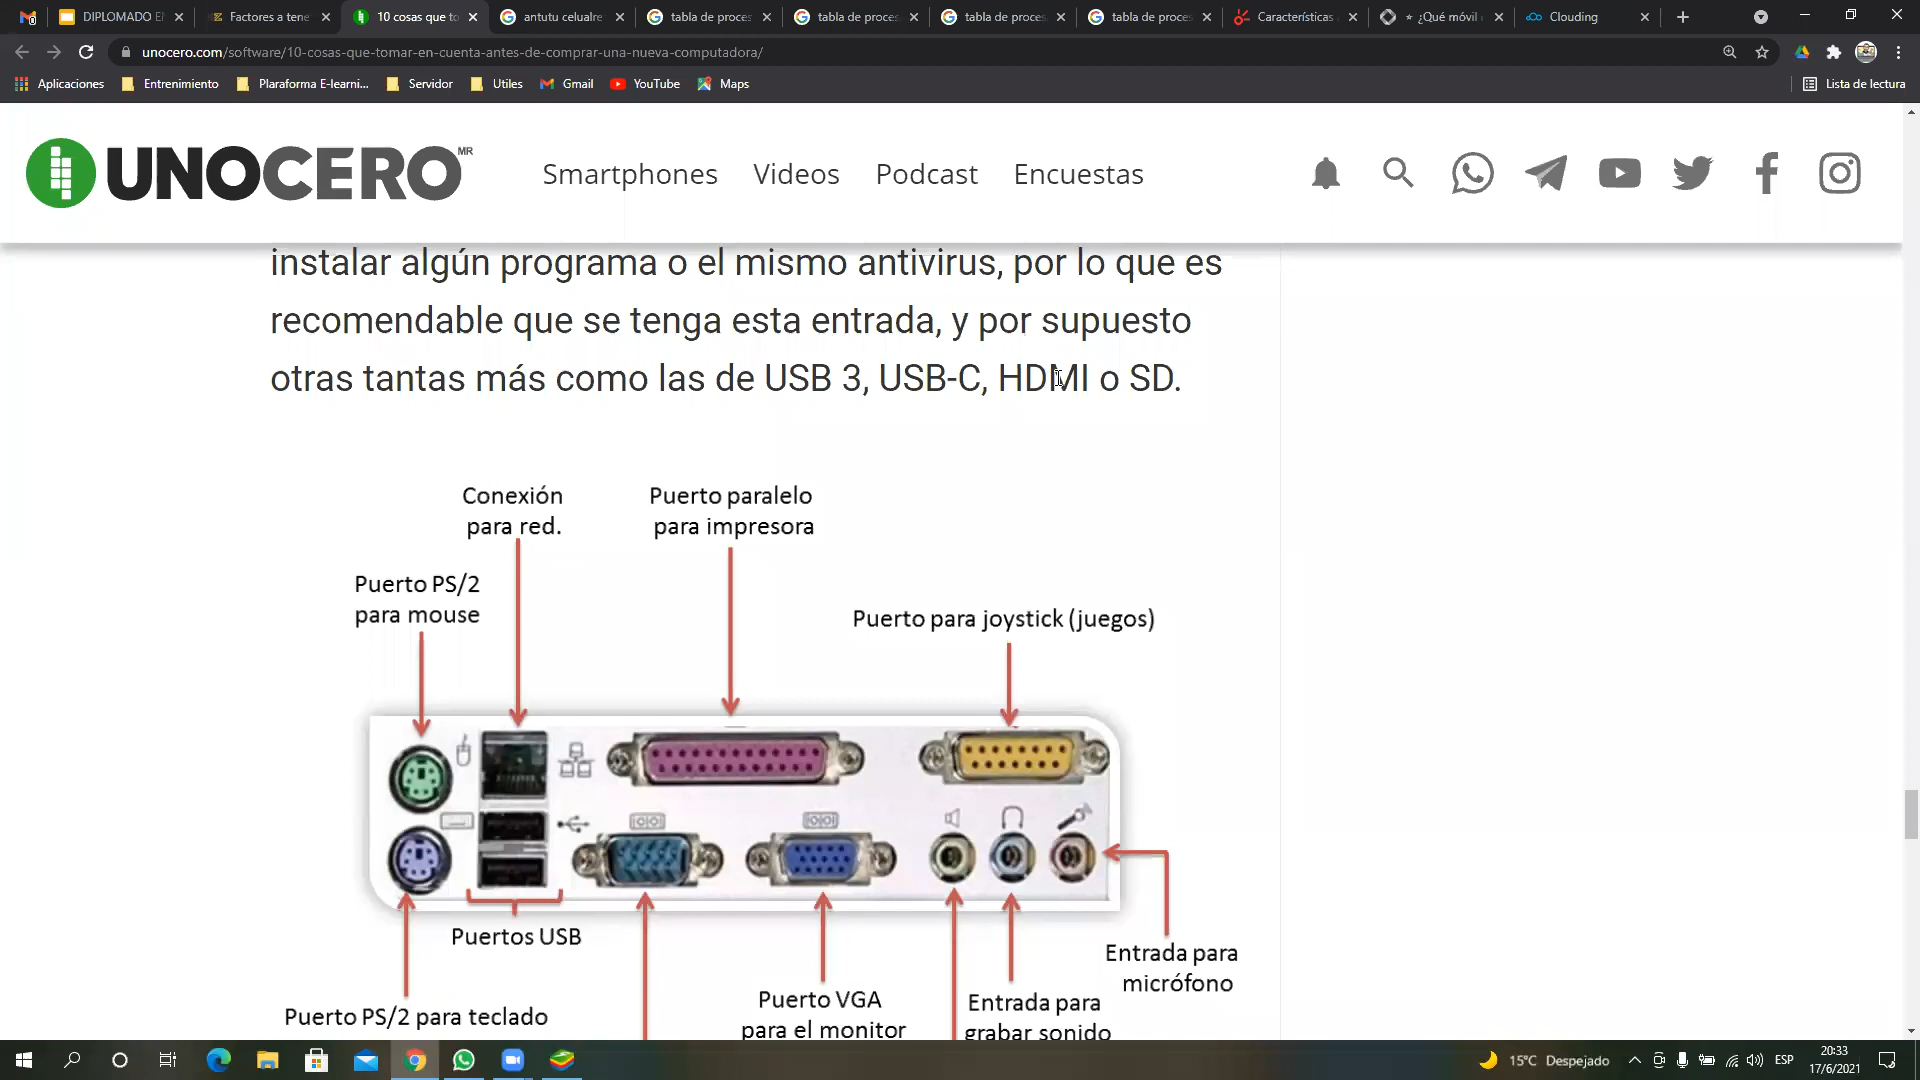 DIPLOMADO EN
Factores a tene
10 cosas que to
antutu celualre
tabla de proces
tabla de proces
tabla de proces
tabla de proces
Características
¿Qué móvil
Clouding
unocero.com/software/10-cosas-que-tomar-en-cuenta-antes-de-comprar-una-nueva-computadora/
Aplicaciones
Entrenimiento
Plaraforma E-learni...
Servidor
Utiles
Gmail
YouTube
Maps
Lista de lectura
UNOCERO MR
Smartphones
Videos
Podcast
Encuestas
instalar algún programa o el mismo antivirus, por lo que es
recomendable que se tenga esta entrada, y por supuesto
otras tantas más como las de USB 3, USB-C, HDMI o SD.
Conexión
para red.
Puerto paralelo
para impresora
Puerto PS/2
para mouse
Puerto para joystick (juegos)
Puertos USB
Entrada para
micrófono
Puerto PS/2 para teclado
Puerto VGA
para el monitor
Entrada para
grabar sonido
15°C Despejado
ESP
20:33
17/6/2021